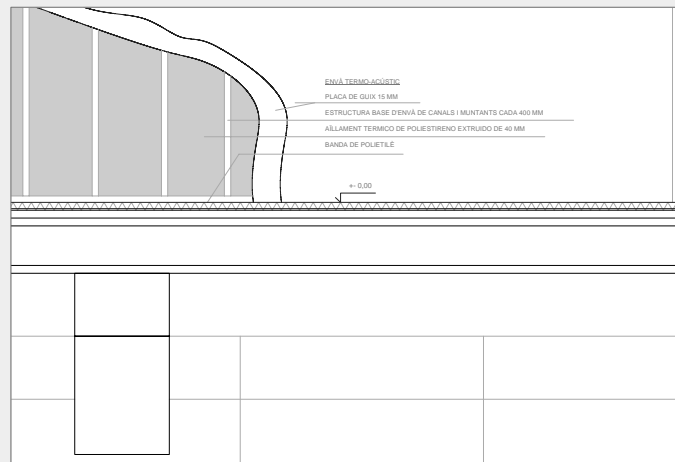 ENVÀ TERMO-ACÚSTIC
PLACA DE GUIX 15 MM
ESTRUCTURA BASE D'ENVÀ DE CANALS I MUNTANTS CADA 400 MM
AÏLLAMENT TERMICO DE POLIESTIRENO EXTRUIDO DE 40 MM
BANDA DE POLIETILÈ
+- 0,00